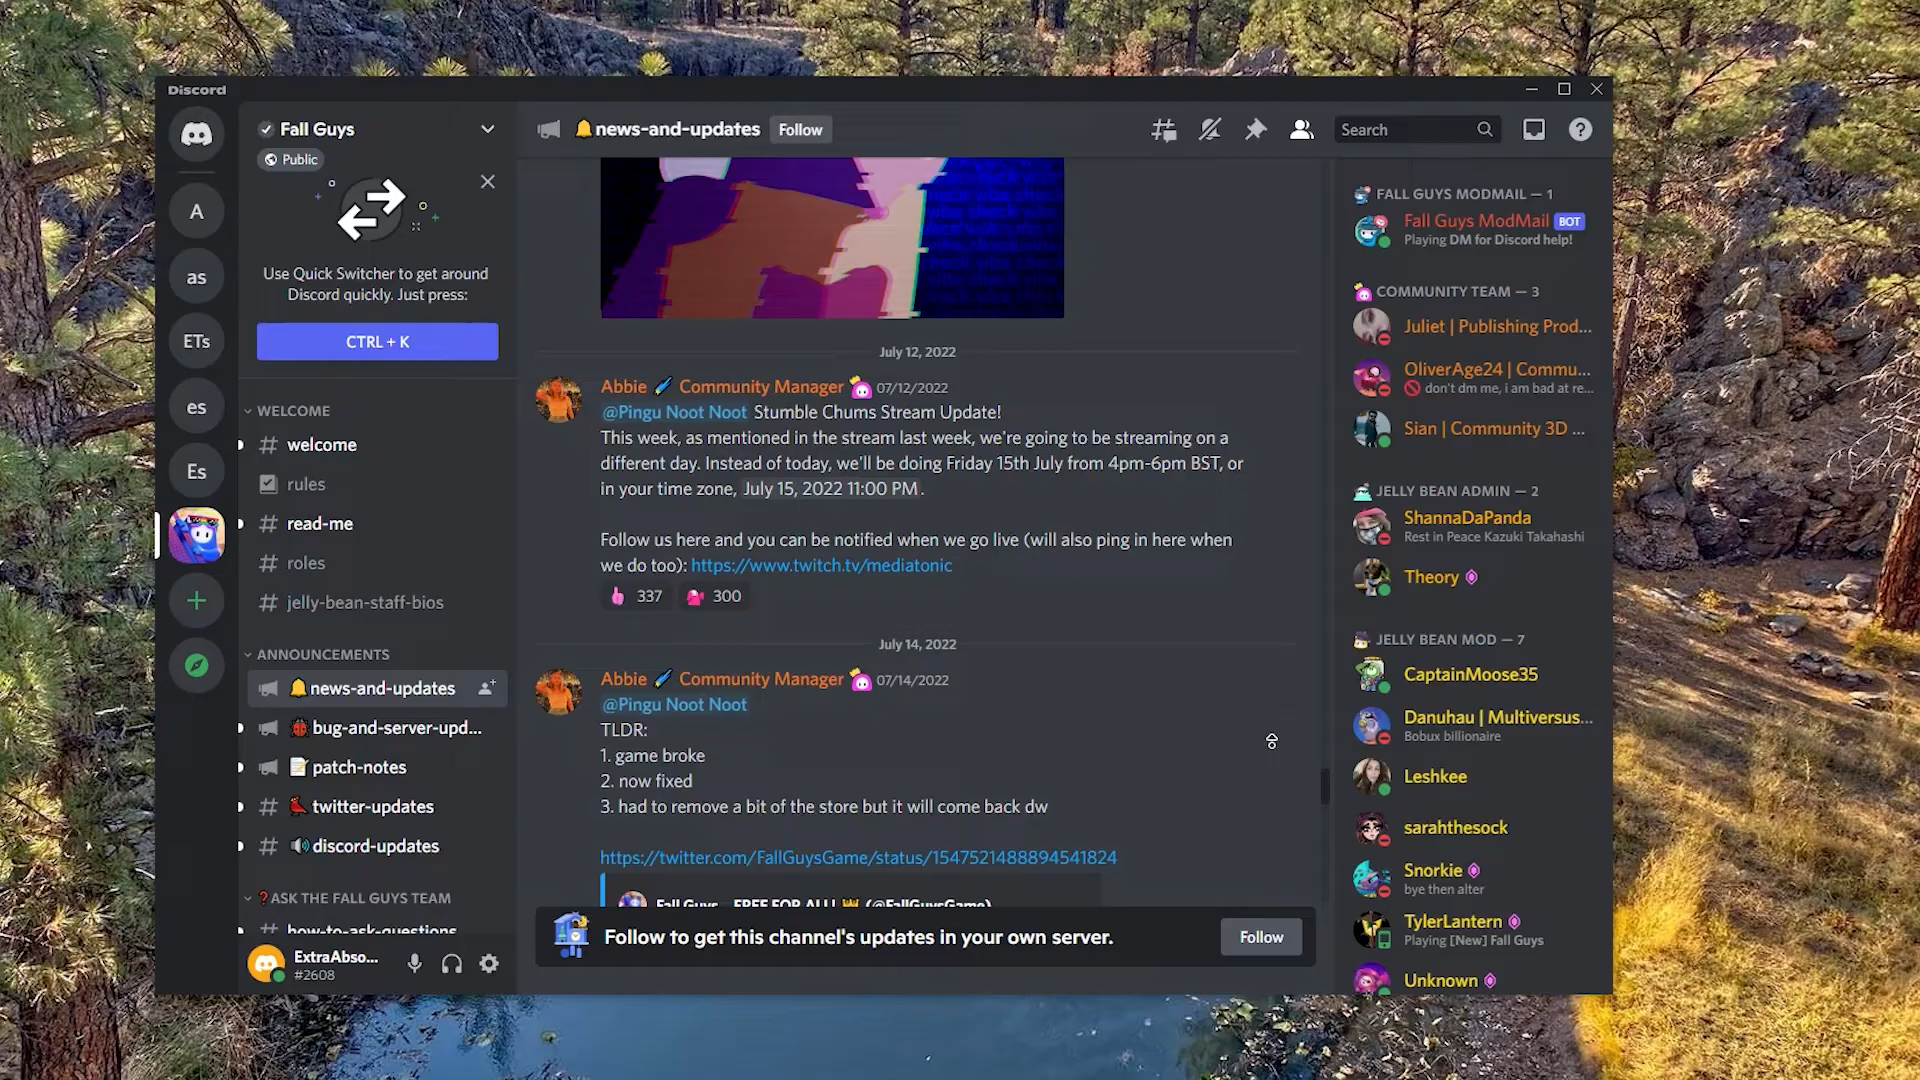 Discord
Fall Guys
Public
Use Quick Switcher to get around
Discord quickly. Just press:
CTRL + K
WELCOME
welcome
rules
read-me
roles
jelly-bean-staff-bios
ANNOUNCEMENTS
news-and-updates
bug-and-server-upd...
patch-notes
twitter-updates
discord-updates
ASK THE FALL GUYS TEAM
how-to-ask-questions
ExtraAbso...
#2608
A
as
ETs
es
Es
news-and-updates Follow
Search
July 12, 2022
Abbie Community Manager 07/12/2022
@Pingu Noot Noot Stumble Chums Stream Update!
This week, as mentioned in the stream last week, we're going to be streaming on a
different day. Instead of today, we'll be doing Friday 15th July from 4pm-6pm BST, or
in your time zone, July 15, 2022 11:00 PM.
Follow us here and you can be notified when we go live (will also ping in here when
we do too): https://www.twitch.tv/mediatonic
337 300
July 14, 2022
Abbie Community Manager 07/14/2022
@Pingu Noot Noot
TLDR:
1. game broke
2. now fixed
3. had to remove a bit of the store but it will come back dw
https://twitter.com/FallGuysGame/status/1547521488894541824
Fall Guys - FREE FOR ALL! (@FallGuysGame)
Follow to get this channel's updates in your own server.
Follow
FALL GUYS MODMAIL — 1
Fall Guys ModMail BOT
Playing DM for Discord help!
COMMUNITY TEAM — 3
Juliet | Publishing Prod...
OliverAge24 | Commu...
don't dm me, i am bad at re...
Sian | Community 3D ...
JELLY BEAN ADMIN — 2
ShannaDaPanda
Rest in Peace Kazuki Takahashi
Theory
JELLY BEAN MOD — 7
CaptainMoose35
Danuhau | Multiversus...
Bobux billionaire
Leshkee
sarahthesock
Snorkie
bye then alter
TylerLantern
Playing [New] Fall Guys
Unknown